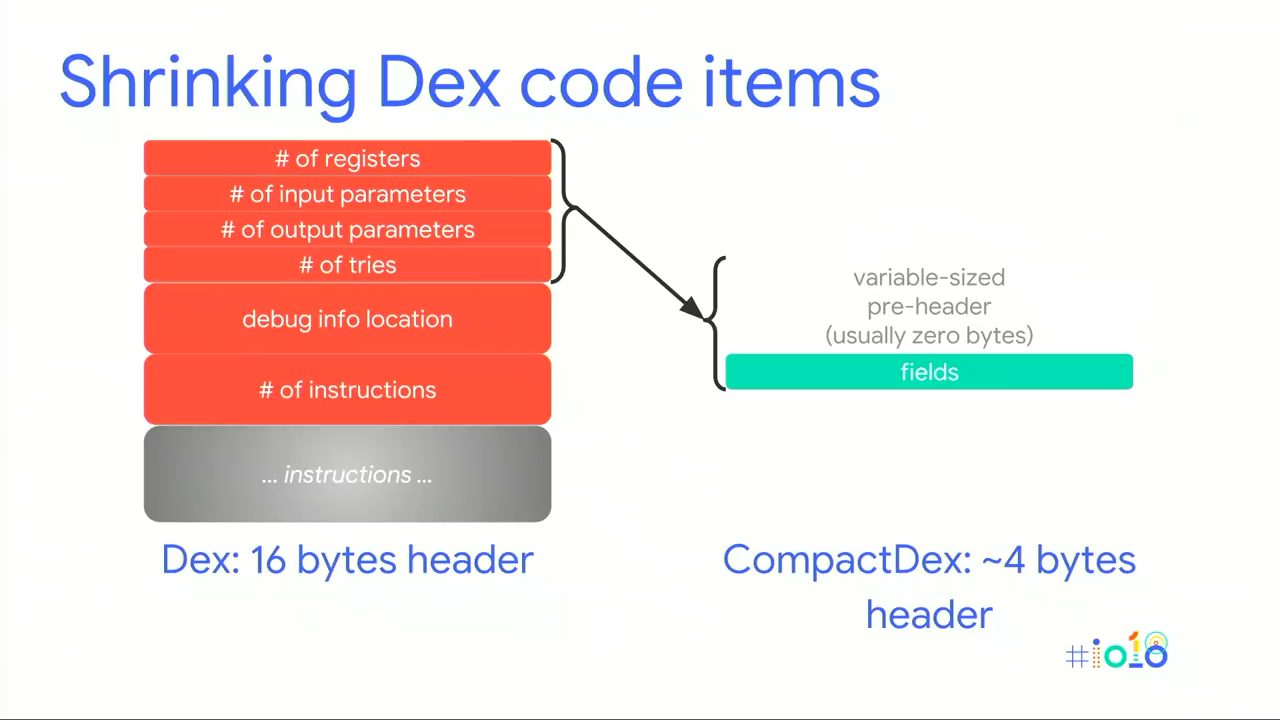 Shrinking Dex code items
# of registers
# of input parameters
# of output parameters
# of tries
debug info location
# of instructions
... instructions ...
Dex: 16 bytes header
variable-sized
pre-header
(usually zero bytes)
fields
CompactDex: ~4 bytes
header
#io18